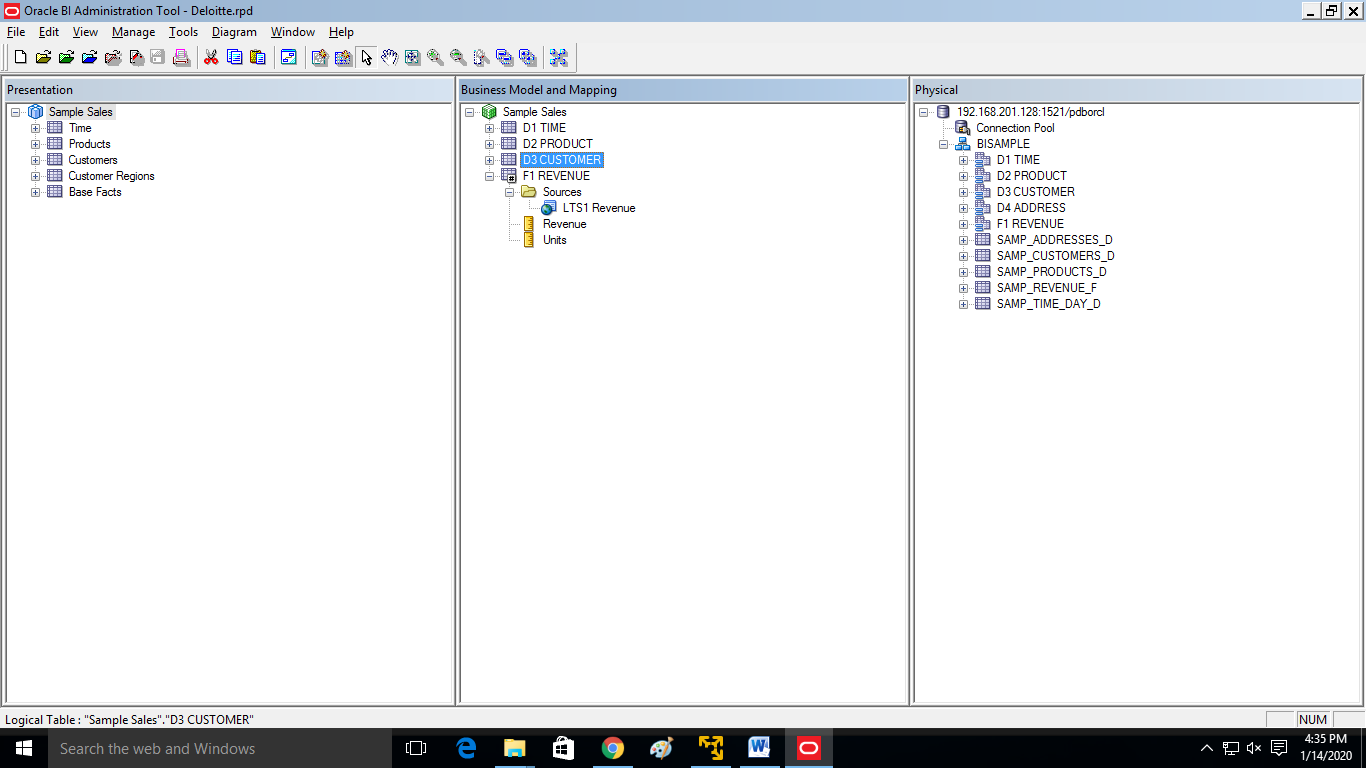 Oracle BI Administration Tool - Deloitte.rpd
File Edit View Manage Tools Diagram Window Help
Presentation
Sample Sales
Time
Products
Customers
Customer Regions
Base Facts
Business Model and Mapping
Sample Sales
D1 TIME
D2 PRODUCT
D3 CUSTOMER
F1 REVENUE
Sources
LTS1 Revenue
Revenue
Units
Physical
192.168.201.128:1521/pdborcl
Connection Pool
BISAMPLE
D1 TIME
D2 PRODUCT
D3 CUSTOMER
D4 ADDRESS
F1 REVENUE
SAMP_ADDRESSES_D
SAMP_CUSTOMERS_D
SAMP_PRODUCTS_D
SAMP_REVENUE_F
SAMP_TIME_DAY_D
Logical Table : "Sample Sales"."D3 CUSTOMER"
NUM
Search the web and Windows
4:35 PM
1/14/2020